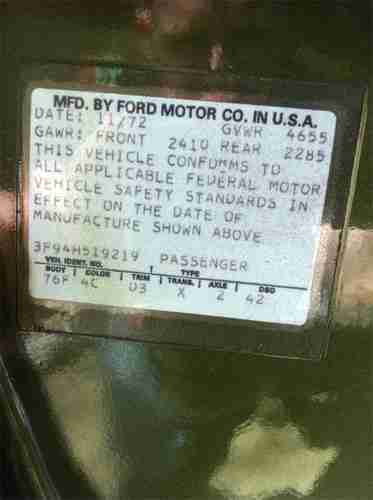 MFD. BY FORD MOTOR CO. IN U.S.A.
DATE: 11/72 GVWR 4655
GAWR: FRONT 2410 REAR 2285
THIS VEHICLE CONFORMS TO
ALL APPLICABLE FEDERAL MOTOR
VEHICLE SAFETY STANDARDS IN
EFFECT ON THE DATE OF
MANUFACTURE SHOWN ABOVE
3F94H519219 PASSENGER
VEH. IDENT. NO. TYPE
BODY COLOR TRIM TRANS. AXLE DSO
76F 4C D3 X 2 42